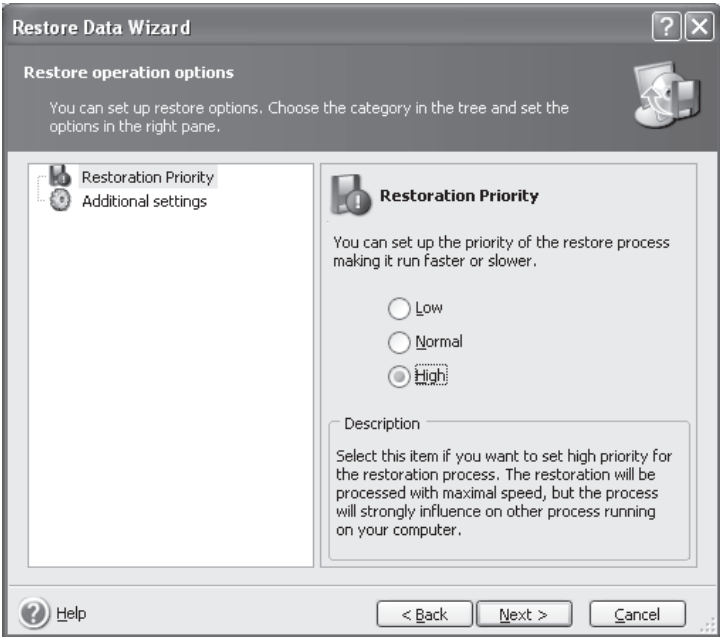 Restore Data Wizard
Restore operation options
You can set up restore options. Choose the category in the tree and set the
options in the right pane.
Restoration Priority
Additional settings
Restoration Priority
You can set up the priority of the restore process
making it run faster or slower.
Low
Normal
High
Description
Select this item if you want to set high priority for
the restoration process. The restoration will be
processed with maximal speed, but the process
will strongly influence on other process running
on your computer.
Help
< Back
Next >
Cancel